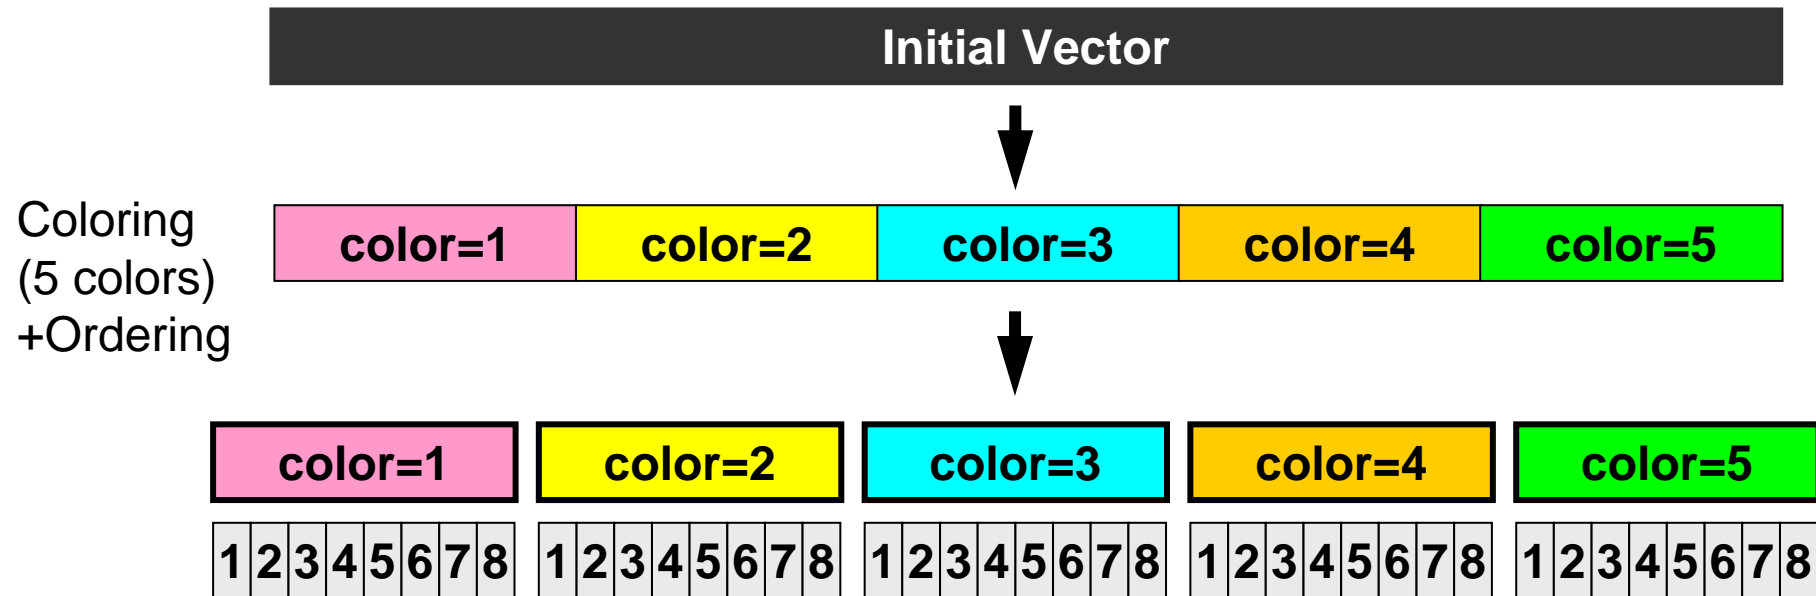 Initial Vector
Coloring
(5 colors)
+Ordering
color=1 color=2 color=3 color=4 color=5
color=1 color=2 color=3 color=4 color=5
1 2 3 4 5 6 7 8 1 2 3 4 5 6 7 8 1 2 3 4 5 6 7 8 1 2 3 4 5 6 7 8 1 2 3 4 5 6 7 8